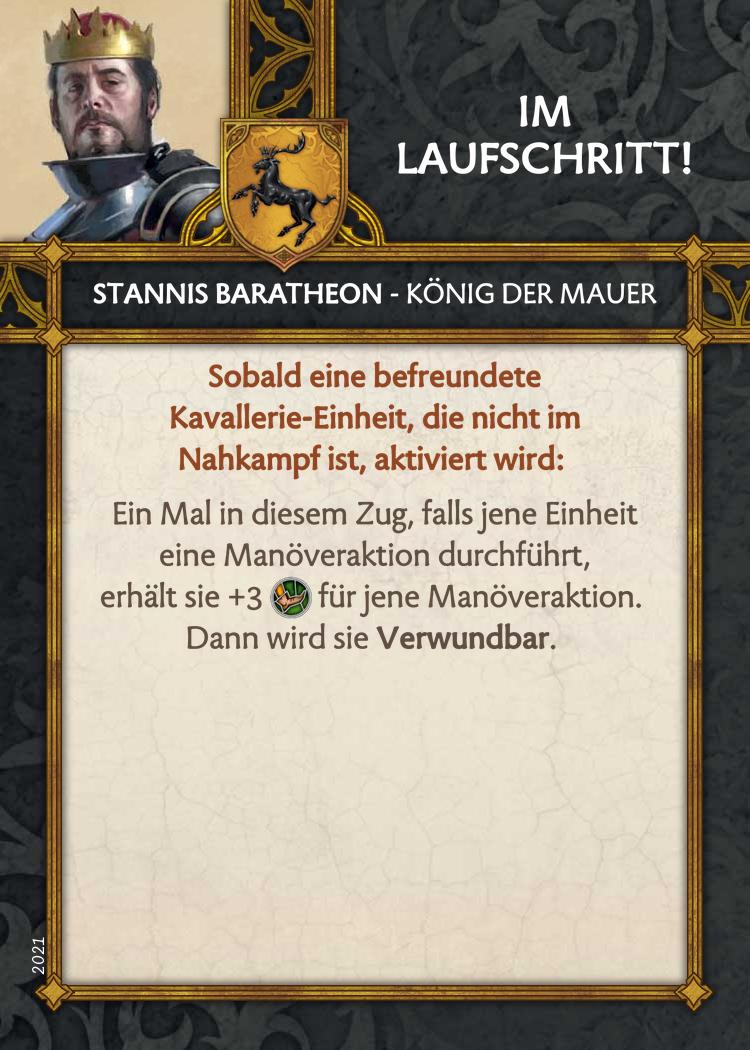 IM
LAUFSCHRITT!
STANNIS BARATHEON - KÖNIG DER MAUER
Sobald eine befreundete
Kavallerie-Einheit, die nicht im
Nahkampf ist, aktiviert wird:
Ein Mal in diesem Zug, falls jene Einheit
eine Manöveraktion durchführt,
erhält sie +3 für jene Manöveraktion.
Dann wird sie Verwundbar.
2021